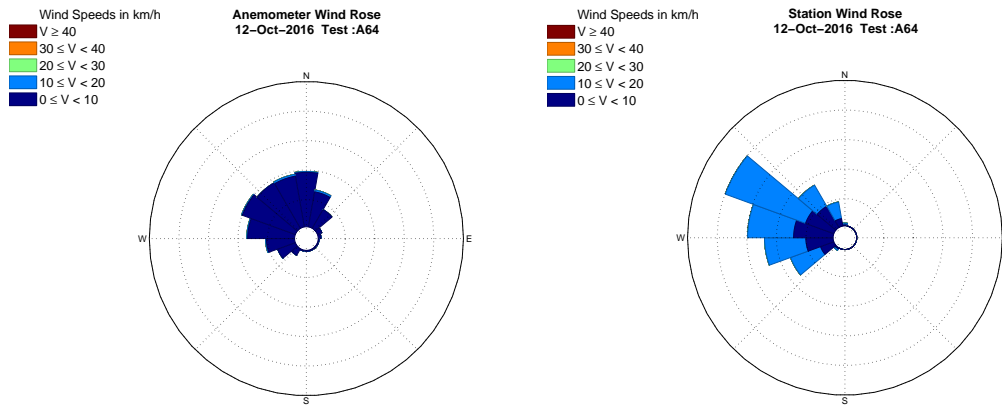 Wind Speeds in km/h
V ≥ 40
30 ≤ V < 40
20 ≤ V < 30
10 ≤ V < 20
0 ≤ V < 10
Anemometer Wind Rose
12−Oct−2016 Test :A64
N
W
E
S
Wind Speeds in km/h
V ≥ 40
30 ≤ V < 40
20 ≤ V < 30
10 ≤ V < 20
0 ≤ V < 10
Station Wind Rose
12−Oct−2016 Test :A64
N
W
E
S